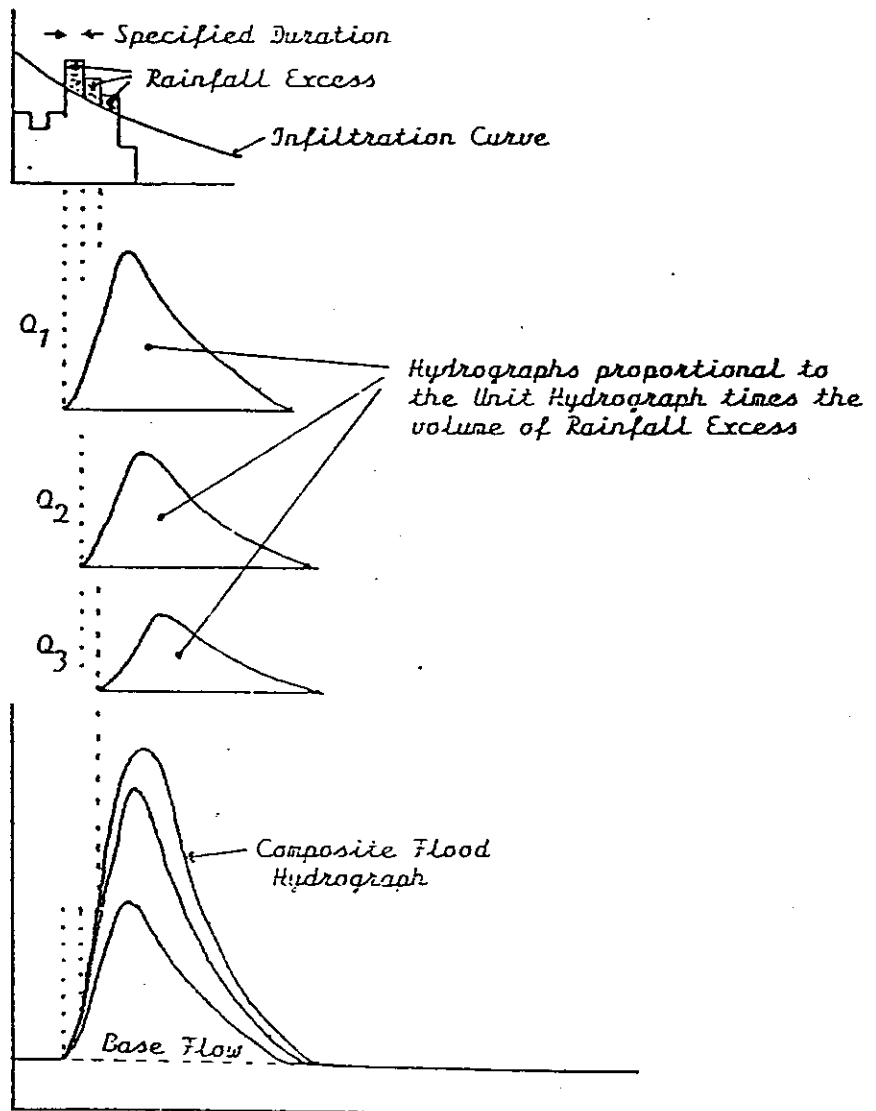 Specified Duration
Rainfall Excess
Infiltration Curve
Q1
Hydrographs proportional to
the Unit Hydrograph times the
volume of Rainfall Excess
Q2
Q3
Composite Flood
Hydrograph
Base Flow